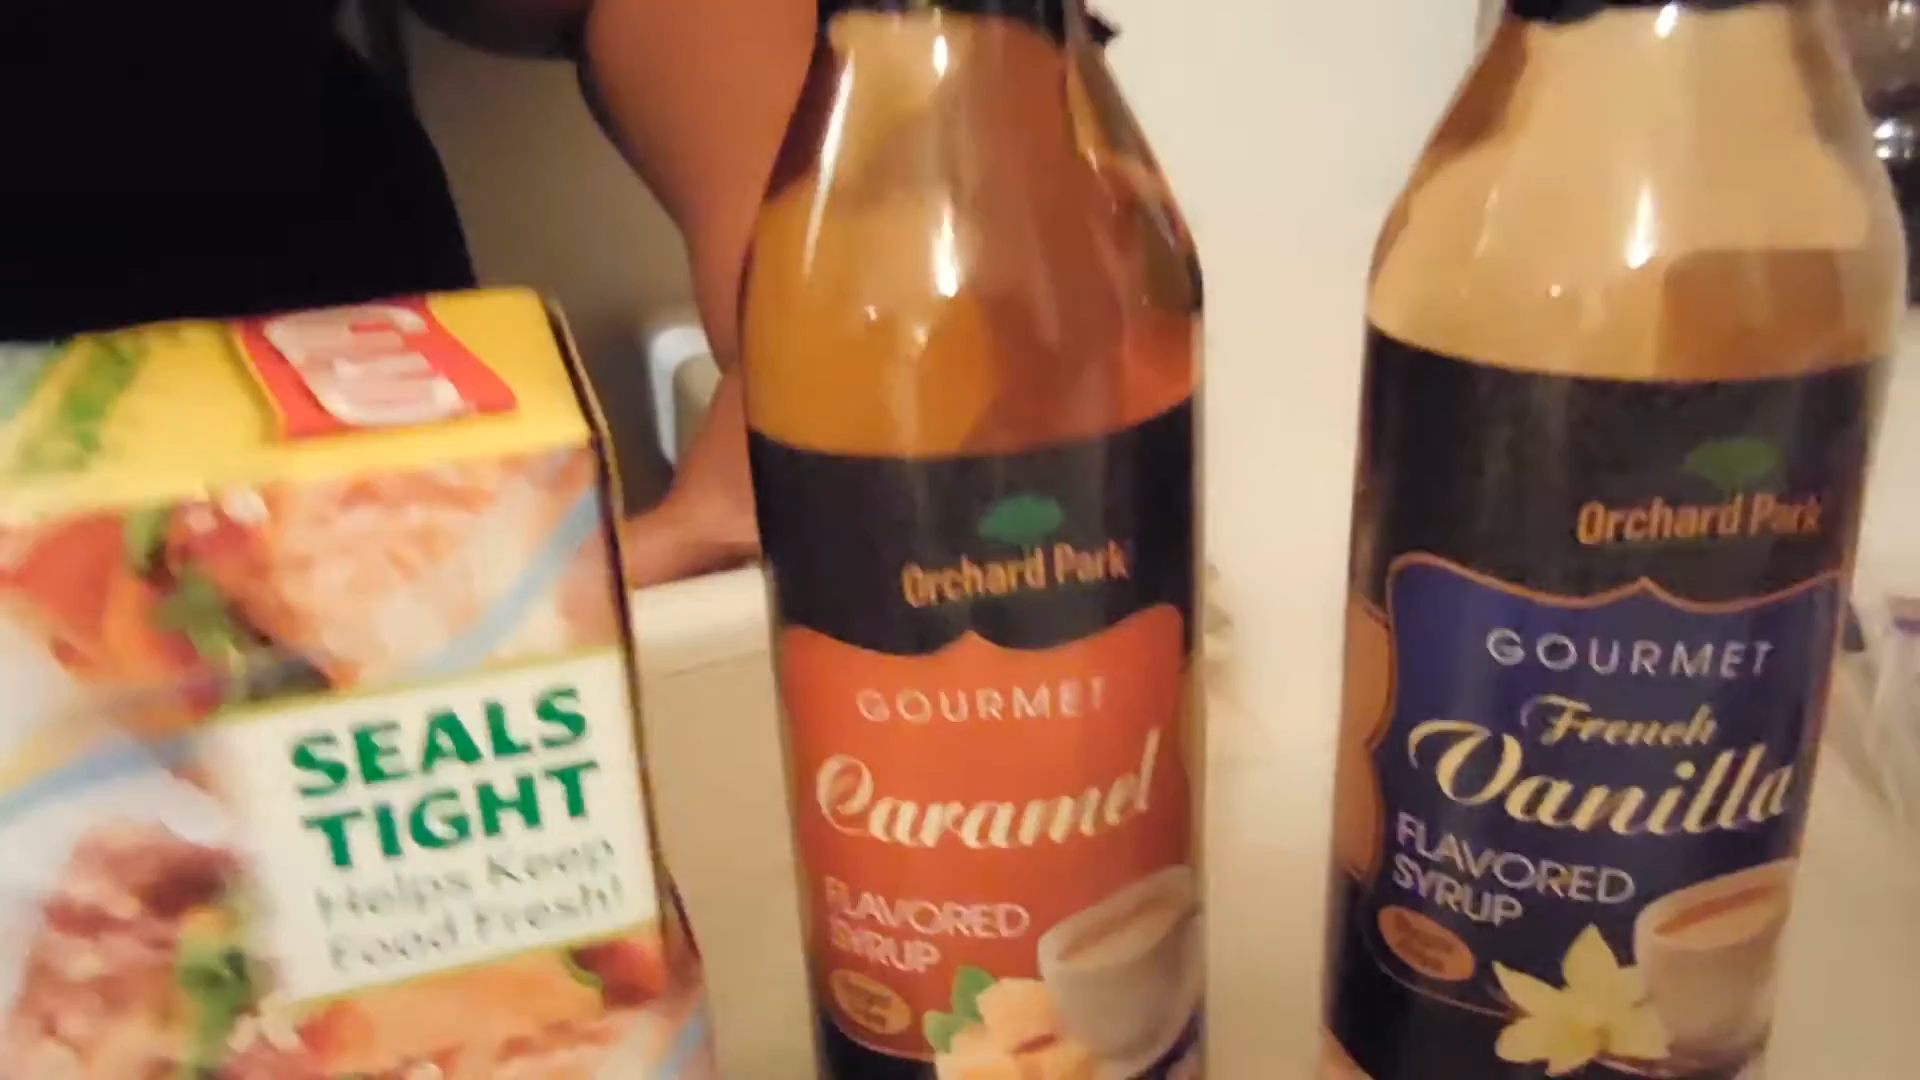 SEALS
TIGHT
Helps Keep
Food Fresh!
Orchard Park
GOURMET
Caramel
FLAVORED
SYRUP
Orchard Park
GOURMET
French
Vanilla
FLAVORED
SYRUP